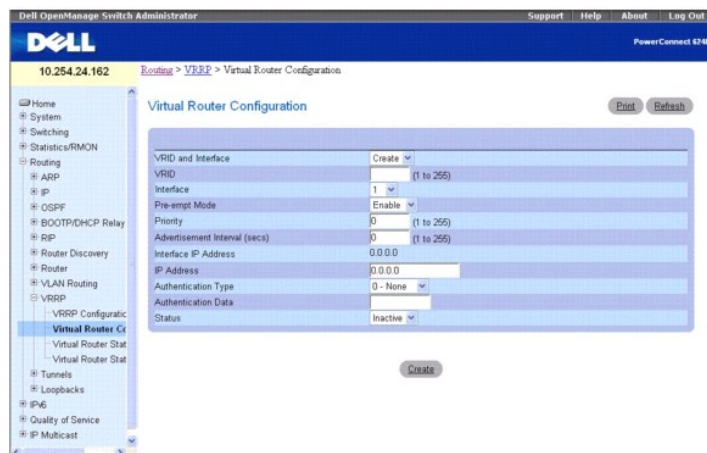 Dell OpenManage Switch Administrator
Support Help About Log Out
DELL
PowerConnect 624
10.254.24.162
Routing > VRRP > Virtual Router Configuration
Home
System
Switching
Statistics/RMON
Routing
ARP
IP
OSPF
BOOTP/DHCP Relay
RIP
Router Discovery
Router
VLAN Routing
VRRP
VRRP Configuratic
Virtual Router Cc
Virtual Router Stat
Virtual Router Stat
Tunnels
Loopbacks
IPv6
Quality of Service
IP Multicast
Virtual Router Configuration
Print Refresh
VRID and Interface Create
VRID (1 to 255)
Interface 1
Pre-empt Mode Enable
Priority 0 (1 to 255)
Advertisement Interval (secs) 0 (1 to 255)
Interface IP Address 0.0.0.0
IP Address 0.0.0.0
Authentication Type 0 - None
Authentication Data
Status Inactive
Create